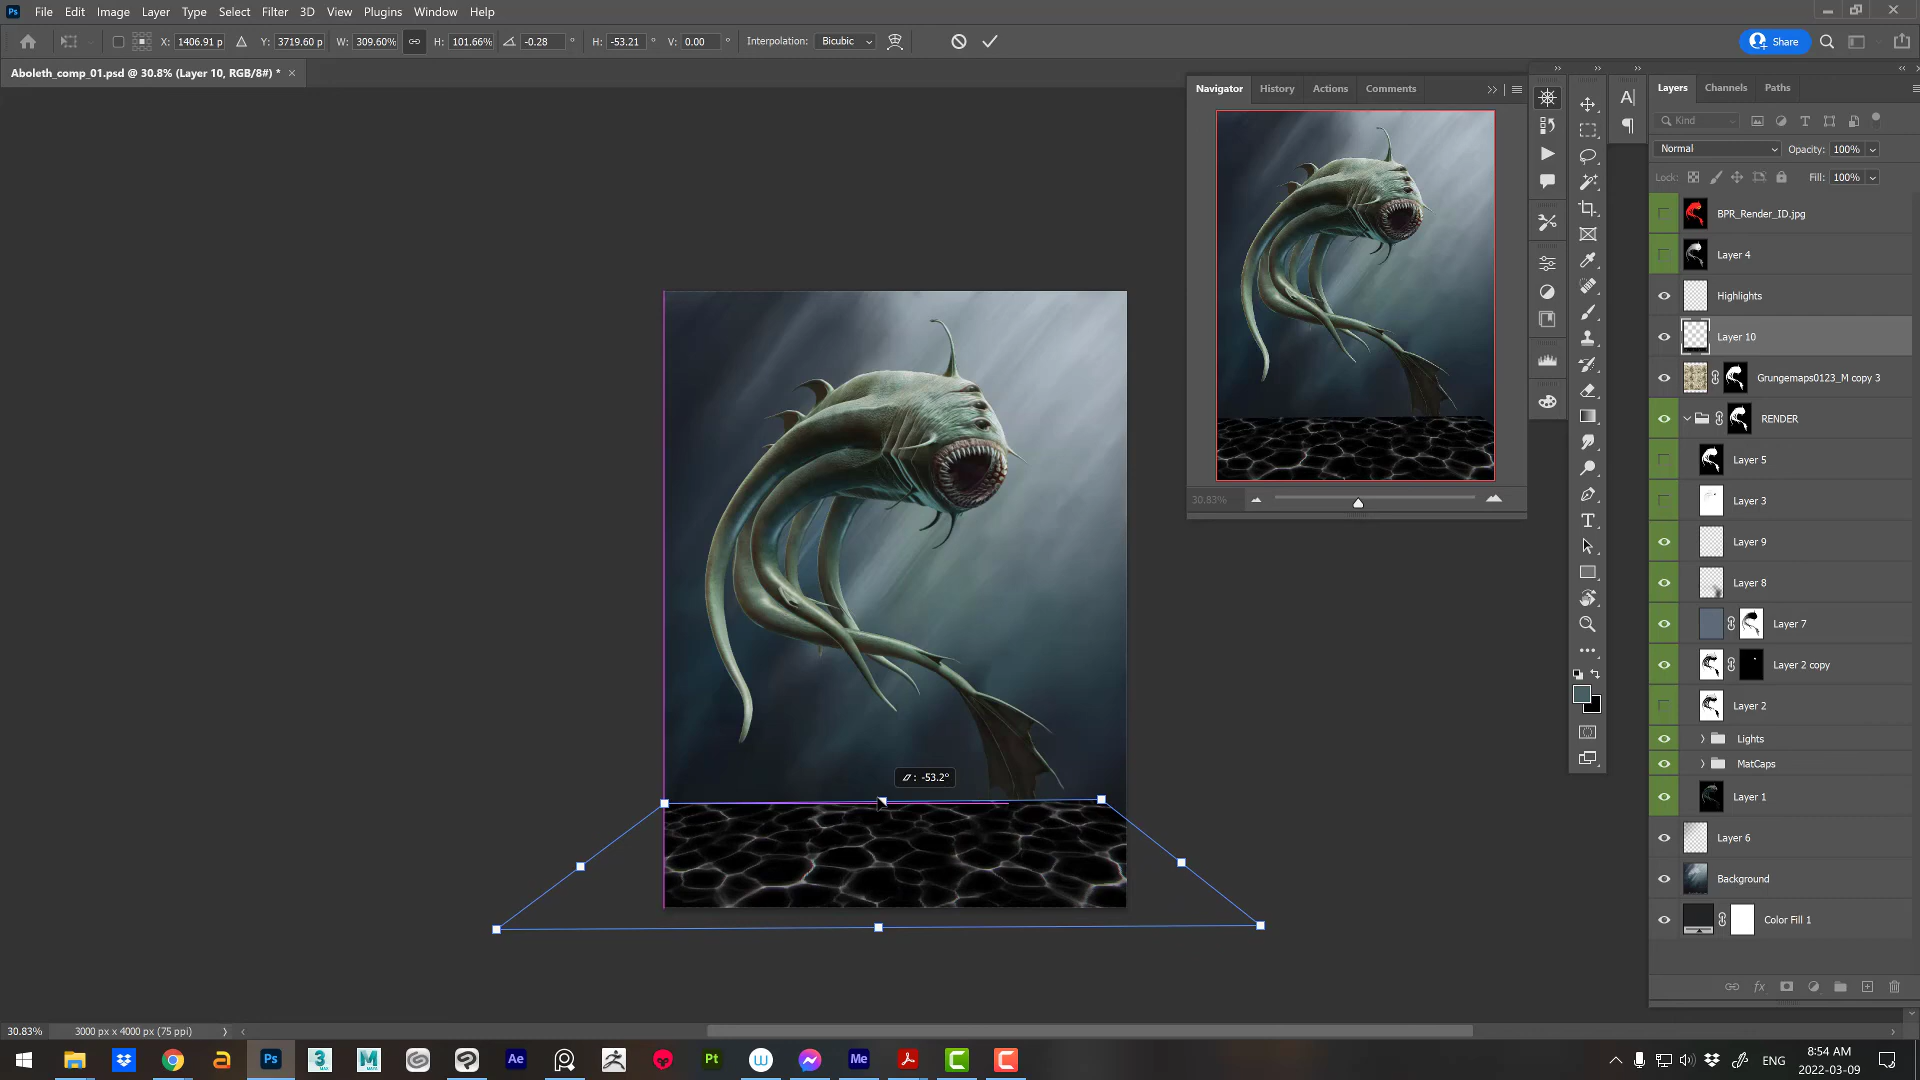 File Edit Image Layer Type Select Filter 3D View Plugins Window Help
X: 1406.91 p Y: 3719.60 p W: 309.60% H: 101.66% -0.28 ° H: -53.21 ° V: 0.00 ° Interpolation: Bicubic Share
Aboleth_comp_01.psd @ 30.8% (Layer 10, RGB/8#) * ×
Navigator History Actions Comments
30.83%
Layers Channels Paths
Kind
Normal Opacity: 100%
Lock: Fill: 100%
BPR_Render_ID.jpg
Layer 4
Highlights
Layer 10
Grungemaps0123_M copy 3
RENDER
Layer 5
Layer 3
Layer 9
Layer 8
Layer 7
Layer 2 copy
Layer 2
Lights
MatCaps
Layer 1
Layer 6
Background
Color Fill 1
: -53.2°
30.83% 3000 px x 4000 px (75 ppi)
ENG 8:54 AM
2022-03-09